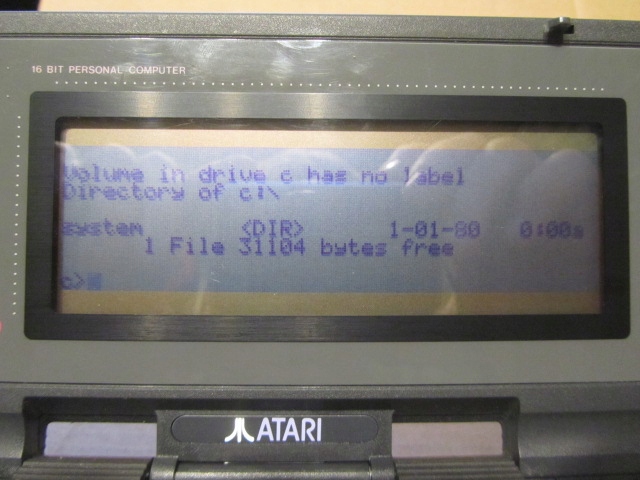 16 BIT PERSONAL COMPUTER
Volume in drive c has no label
Directory of c:\
system <DIR> 1-01-80 0:00a
1 File 31104 bytes free
c>
ATARI